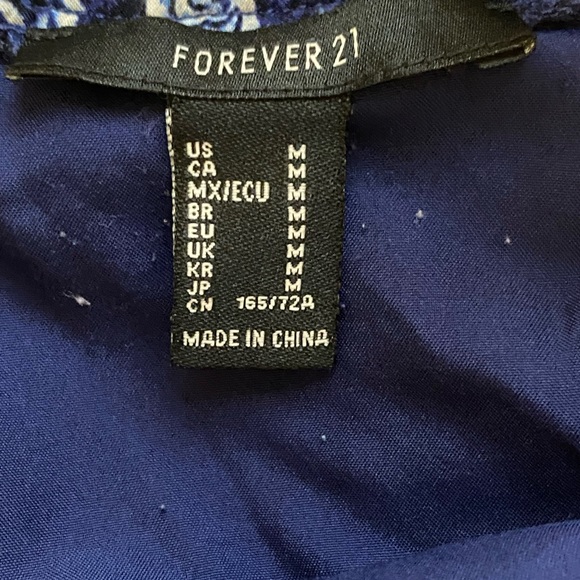 FOREVER 21
US M
CA M
MX/ECU M
BR M
EU M
UK M
KR M
JP M
CN 165/72A
MADE IN CHINA